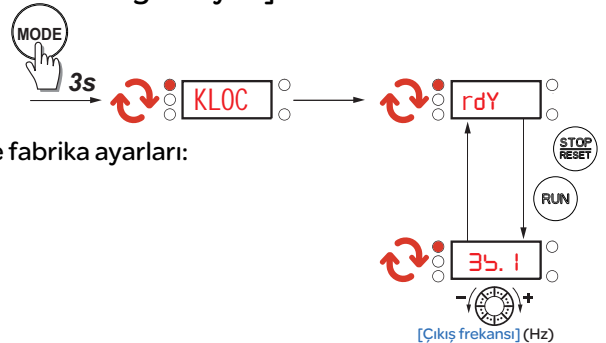 MODE
3s
KLOC
rdY
fabrika ayarları:
STOP
RESET
RUN
35.1
- +
[Çıkış frekansı] (Hz)